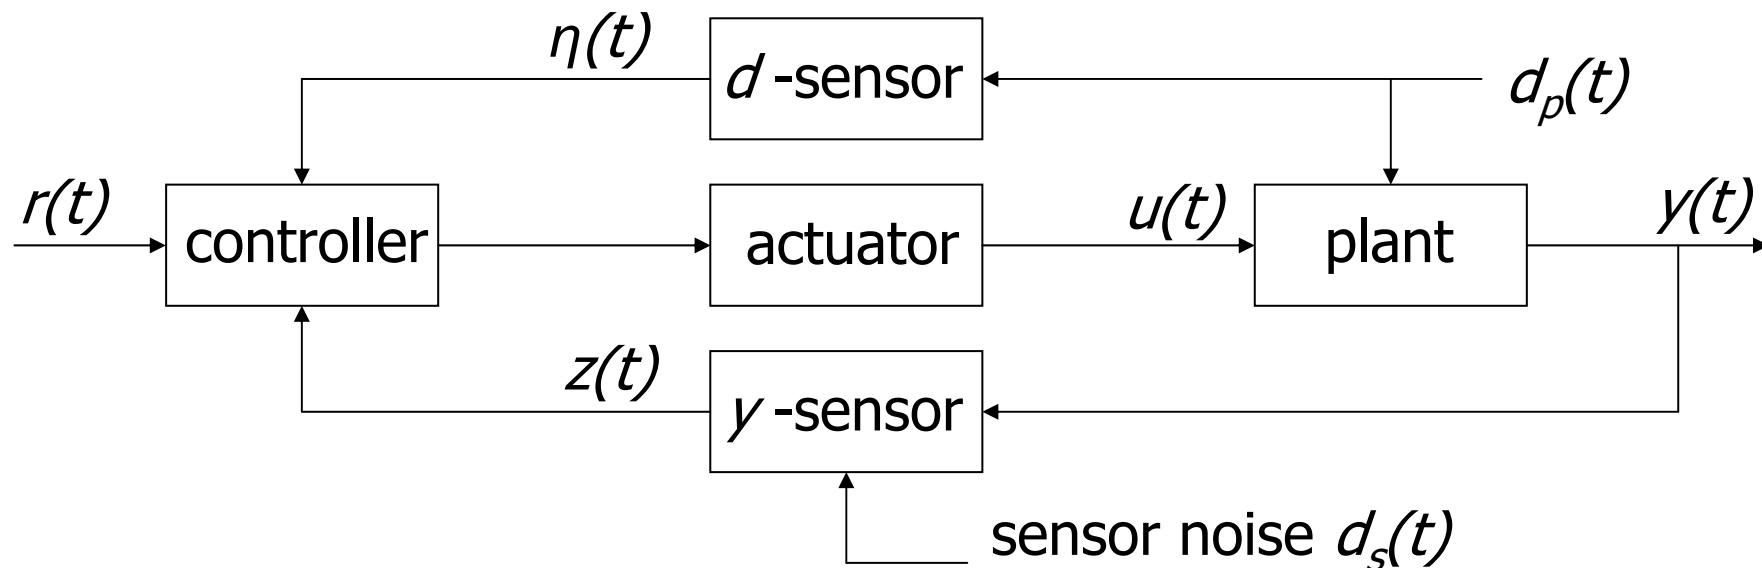 η(t)
d -sensor
d_p(t)
r(t)
controller
actuator
u(t)
plant
y(t)
z(t)
y -sensor
sensor noise d_s(t)